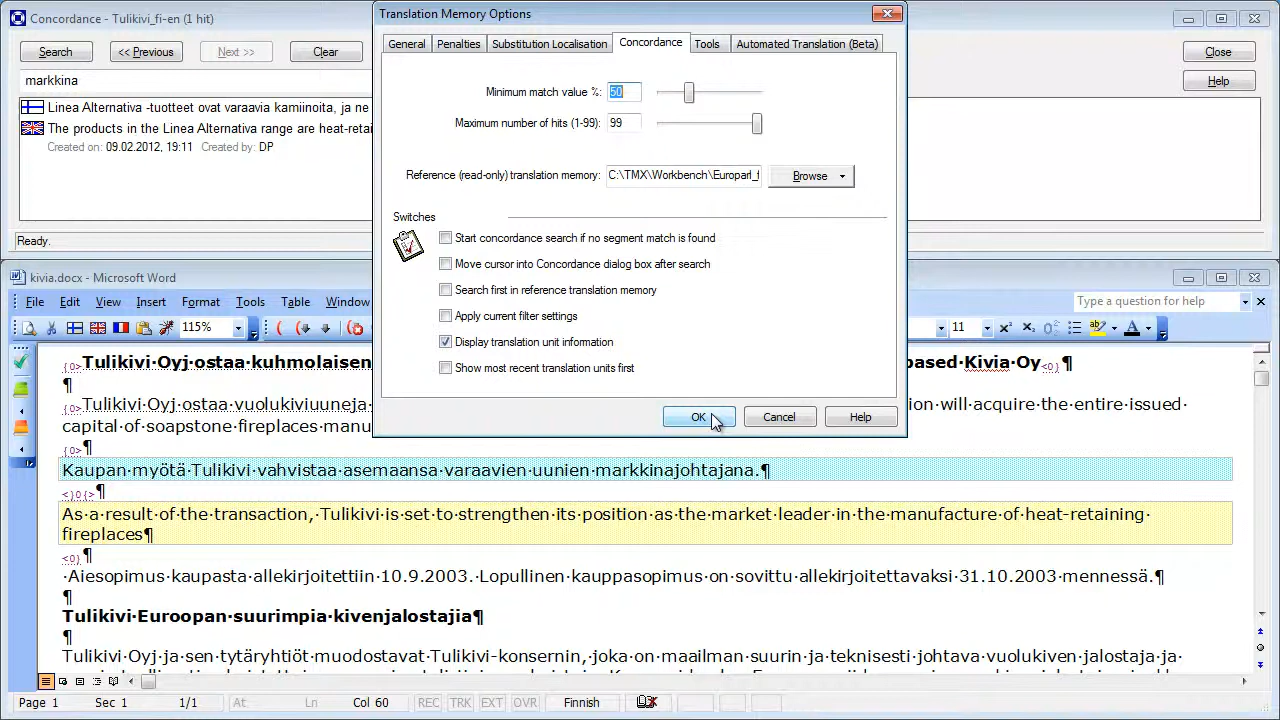 Concordance - Tulikivi_fi-en (1 hit)
Search
<< Previous
Next >>
Clear
Close
markkina
Help
Linea Alternativa -tuotteet ovat varaavia kamiinoita, ja ne
The products in the Linea Alternativa range are heat-retai
Created on: 09.02.2012, 19:11 Created by: DP
Ready.
Translation Memory Options
General
Penalties
Substitution Localisation
Concordance
Tools
Automated Translation (Beta)
Minimum match value %: 50
Maximum number of hits (1-99): 99
Reference (read-only) translation memory: C:\TMX\Workbench\Europarl_f
Browse
Switches
Start concordance search if no segment match is found
Move cursor into Concordance dialog box after search
Search first in reference translation memory
Apply current filter settings
Display translation unit information
Show most recent translation units first
OK
Cancel
Help
kivia.docx - Microsoft Word
File Edit View Insert Format Tools Table Window
Type a question for help
115%
11
{0>Tulikivi·Oyj·ostaa·kuhmolaisen
based·Kivia·Oy<0}¶
¶
{0>Tulikivi·Oyj·ostaa·vuolukiviuuneja
ion·will·acquire·the·entire·issued·
capital·of·soapstone·fireplaces·manu
{0>¶
Kaupan·myötä·Tulikivi·vahvistaa·asemaansa·varaavien·uunien·markkinajohtajana.¶
<}0{>¶
As·a·result·of·the·transaction,·Tulikivi·is·set·to·strengthen·its·position·as·the·market·leader·in·the·manufacture·of·heat-retaining·
fireplaces¶
<0}¶
·Aiesopimus·kaupasta·allekirjoitettiin·10.9.2003.·Lopullinen·kauppasopimus·on·sovittu·allekirjoitettavaksi·31.10.2003·mennessä.¶
¶
Tulikivi·Euroopan·suurimpia·kivenjalostajia¶
¶
Tulikivi·Oyj·ja·sen·tytäryhtiöt·muodostavat·Tulikivi-konsernin,·joka·on·maailman·suurin·ja·teknisesti·johtava·vuolukiven·jalostaja·ja·
Page 1 Sec 1 1/1 At Ln Col 60 REC TRK EXT OVR Finnish